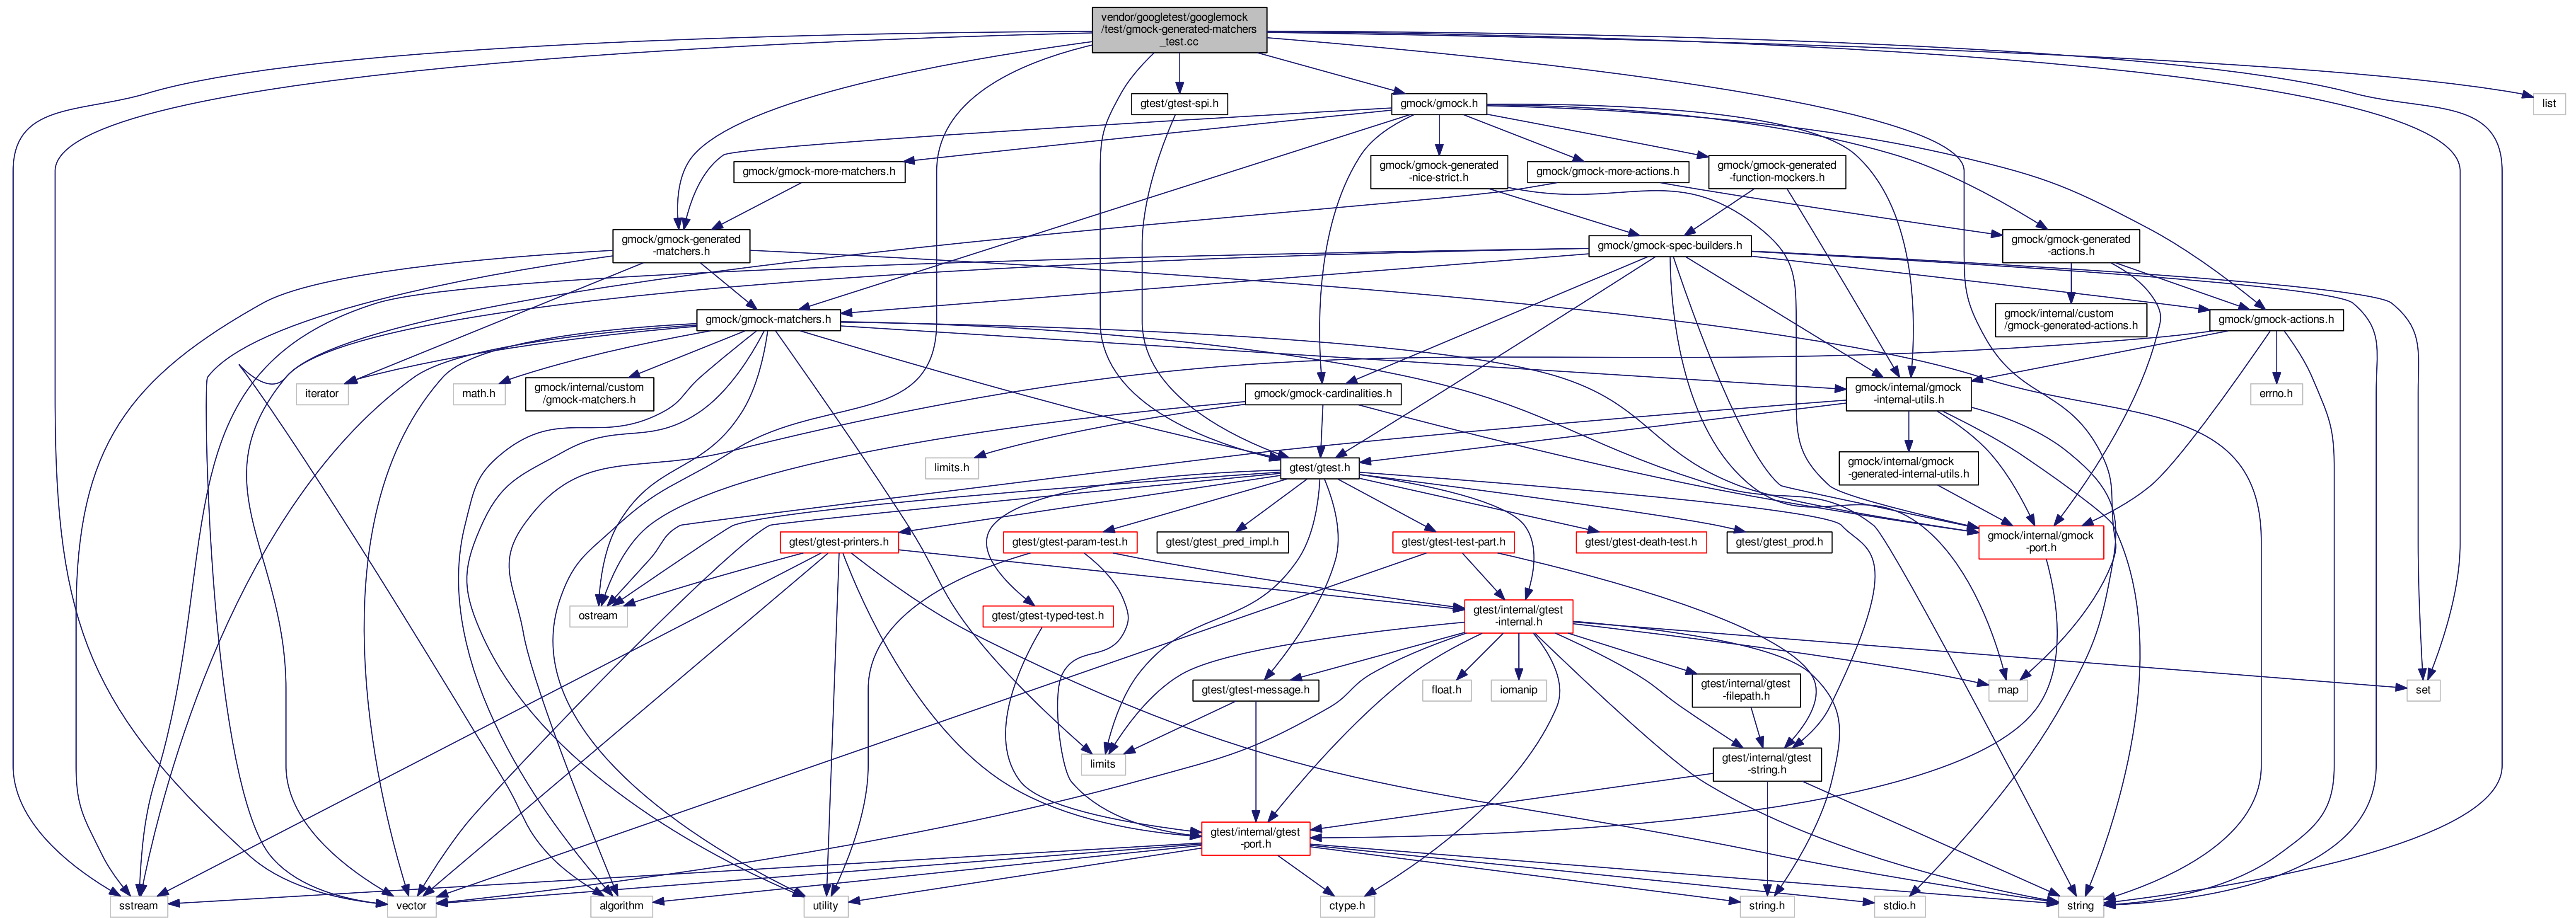 vendor/googletest/googlemock
/test/gmock-generated-matchers
_test.cc
gtest/gtest-spi.h
gmock/gmock.h
list
gmock/gmock-more-matchers.h
gmock/gmock-generated
-nice-strict.h
gmock/gmock-more-actions.h
gmock/gmock-generated
-function-mockers.h
gmock/gmock-generated
-matchers.h
gmock/gmock-spec-builders.h
gmock/gmock-generated
-actions.h
gmock/gmock-matchers.h
gmock/internal/custom
/gmock-generated-actions.h
gmock/gmock-actions.h
iterator
math.h
gmock/internal/custom
/gmock-matchers.h
gmock/gmock-cardinalities.h
gmock/internal/gmock
-internal-utils.h
errno.h
limits.h
gtest/gtest.h
gmock/internal/gmock
-generated-internal-utils.h
gtest/gtest-printers.h
gtest/gtest-param-test.h
gtest/gtest_pred_impl.h
gtest/gtest-test-part.h
gtest/gtest-death-test.h
gtest/gtest_prod.h
gmock/internal/gmock
-port.h
ostream
gtest/gtest-typed-test.h
gtest/internal/gtest
-internal.h
gtest/gtest-message.h
float.h
iomanip
gtest/internal/gtest
-filepath.h
map
set
limits
gtest/internal/gtest
-string.h
gtest/internal/gtest
-port.h
sstream
vector
algorithm
utility
ctype.h
string.h
stdio.h
string